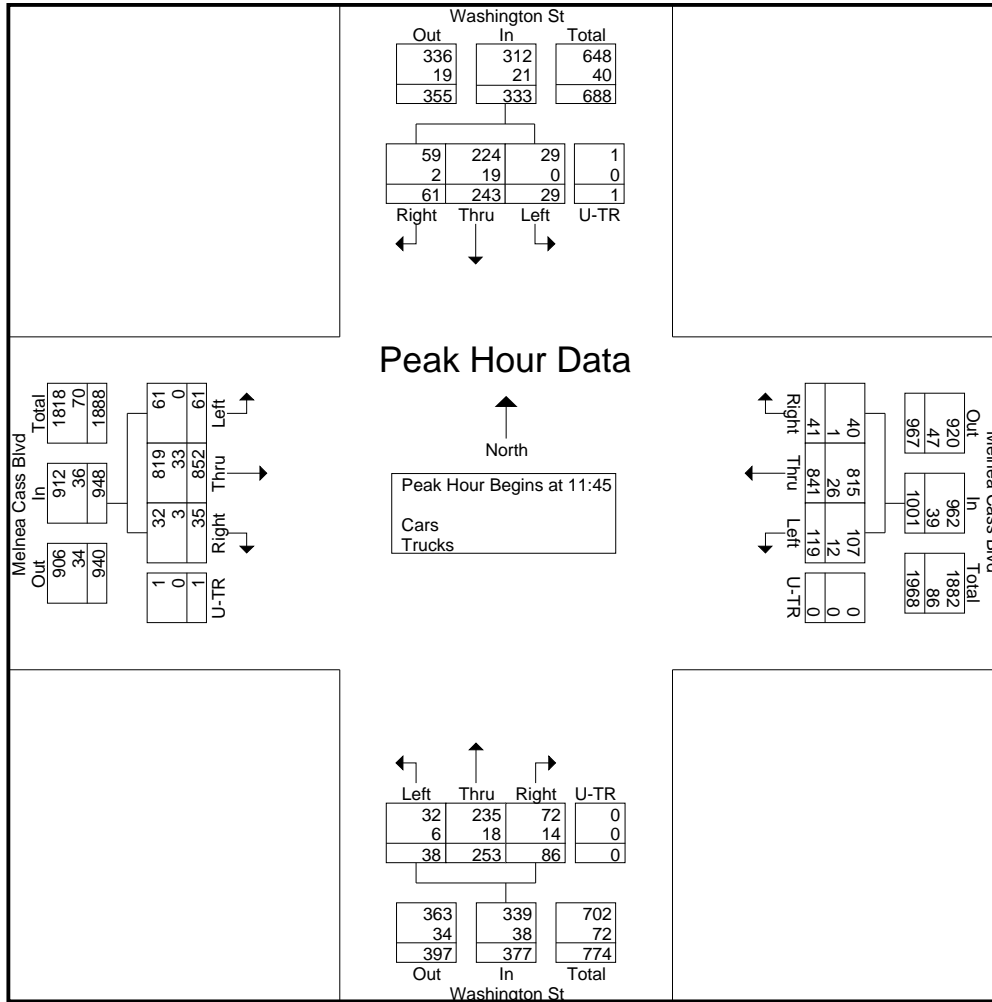 Washington St
Out In Total
336 312 648
19 21 40
355 333 688
59 224 29 1
2 19 0 0
61 243 29 1
Right Thru Left U-TR
Peak Hour Data
North
Peak Hour Begins at 11:45
Cars
Trucks
Melnea Cass Blvd
Total In Out
1818 912 906
70 36 34
1888 948 940
61 819 32 1
0 33 3 0
61 852 35 1
Left Thru Right U-TR
Right Thru Left U-TR
41 841 119 0
1 26 12 0
40 815 107 0
967 1001 1968
47 39 86
920 962 1882
Out In Total
Melnea Cass Blvd
Left Thru Right U-TR
32 235 72 0
6 18 14 0
38 253 86 0
363 339 702
34 38 72
397 377 774
Out In Total
Washington St